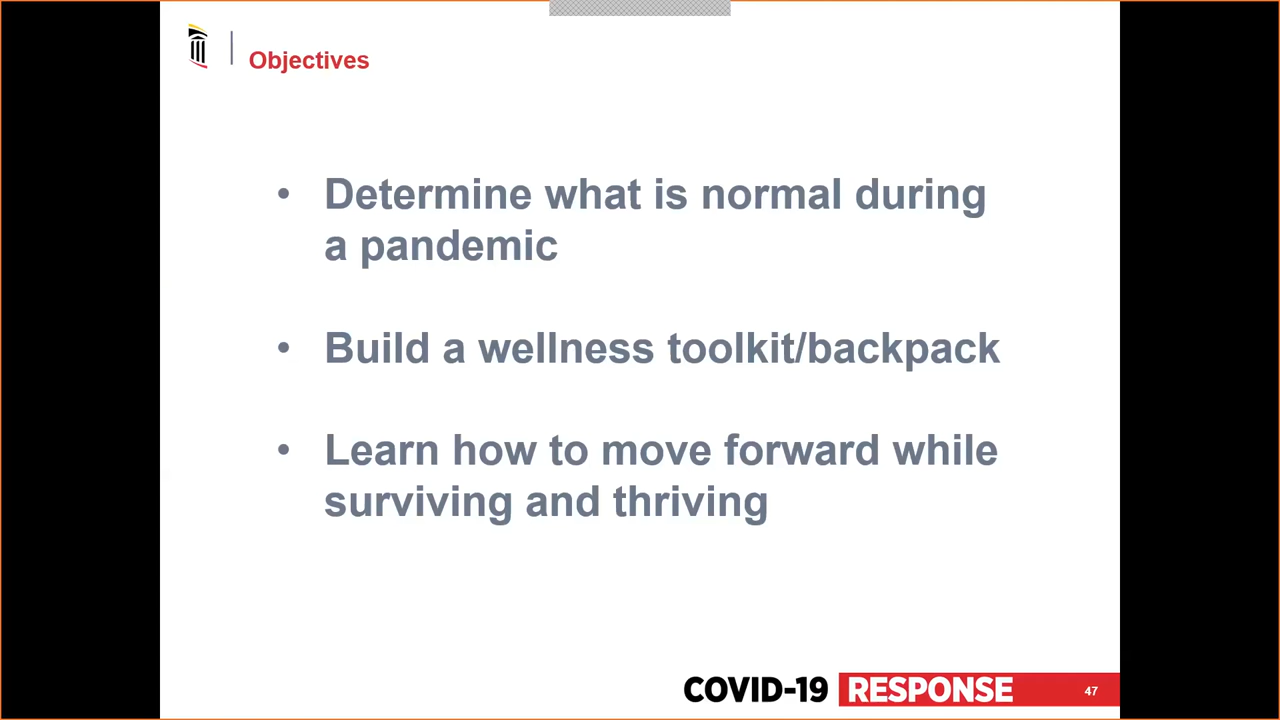 Objectives
• Determine what is normal during
a pandemic
• Build a wellness toolkit/backpack
• Learn how to move forward while
surviving and thriving
COVID-19 RESPONSE 47